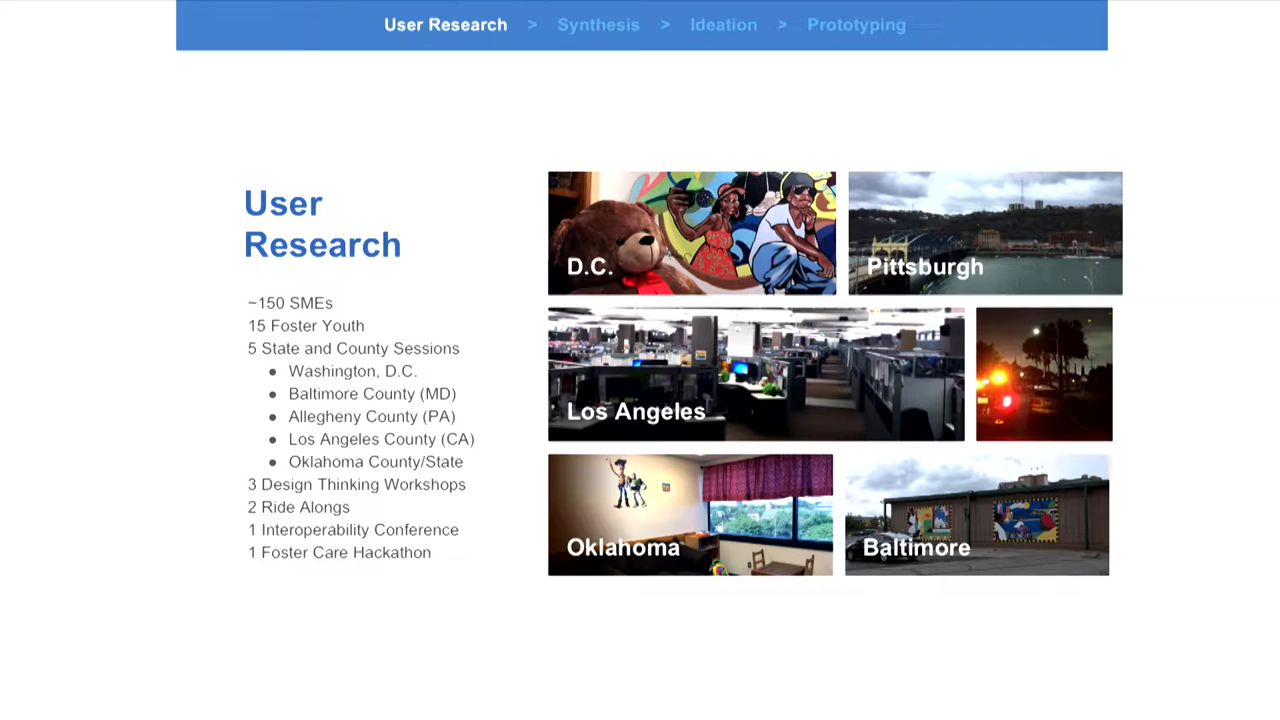 User Research > Synthesis > Ideation > Prototyping
User
Research
~150 SMEs
15 Foster Youth
5 State and County Sessions
● Washington, D.C.
● Baltimore County (MD)
● Allegheny County (PA)
● Los Angeles County (CA)
● Oklahoma County/State
3 Design Thinking Workshops
2 Ride Alongs
1 Interoperability Conference
1 Foster Care Hackathon
D.C.
Pittsburgh
Los Angeles
Oklahoma
Baltimore